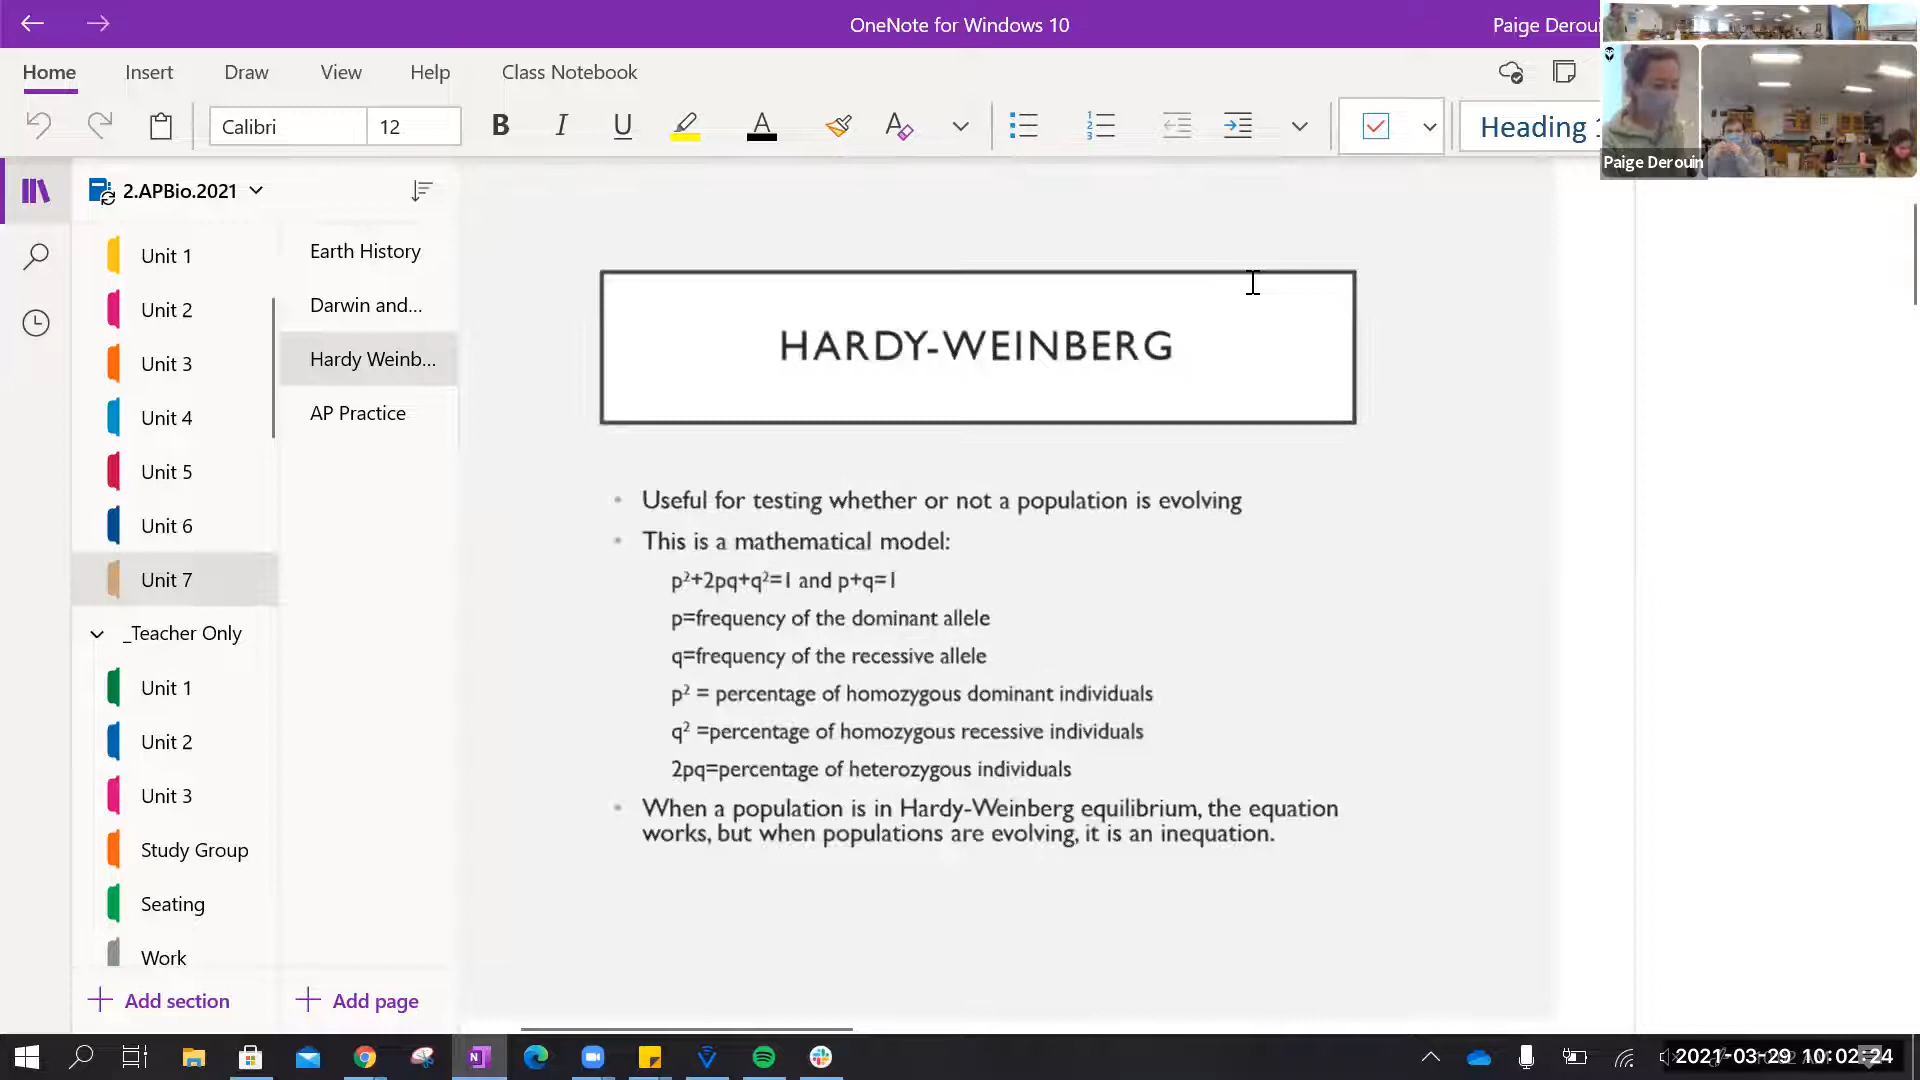 OneNote for Windows 10
Home
Insert
Draw
View
Help
Class Notebook
Calibri
12
B
I
U
A
Heading
Paige Derouin
2.APBio.2021
Unit 1
Unit 2
Unit 3
Unit 4
Unit 5
Unit 6
Unit 7
_Teacher Only
Unit 1
Unit 2
Unit 3
Study Group
Seating
Work
Add section
Earth History
Darwin and...
Hardy Weinb...
AP Practice
Add page
HARDY-WEINBERG
• Useful for testing whether or not a population is evolving
• This is a mathematical model:
p²+2pq+q²=1 and p+q=1
p=frequency of the dominant allele
q=frequency of the recessive allele
p² = percentage of homozygous dominant individuals
q² =percentage of homozygous recessive individuals
2pq=percentage of heterozygous individuals
• When a population is in Hardy-Weinberg equilibrium, the equation
works, but when populations are evolving, it is an inequation.
2021-03-29 10:02:24